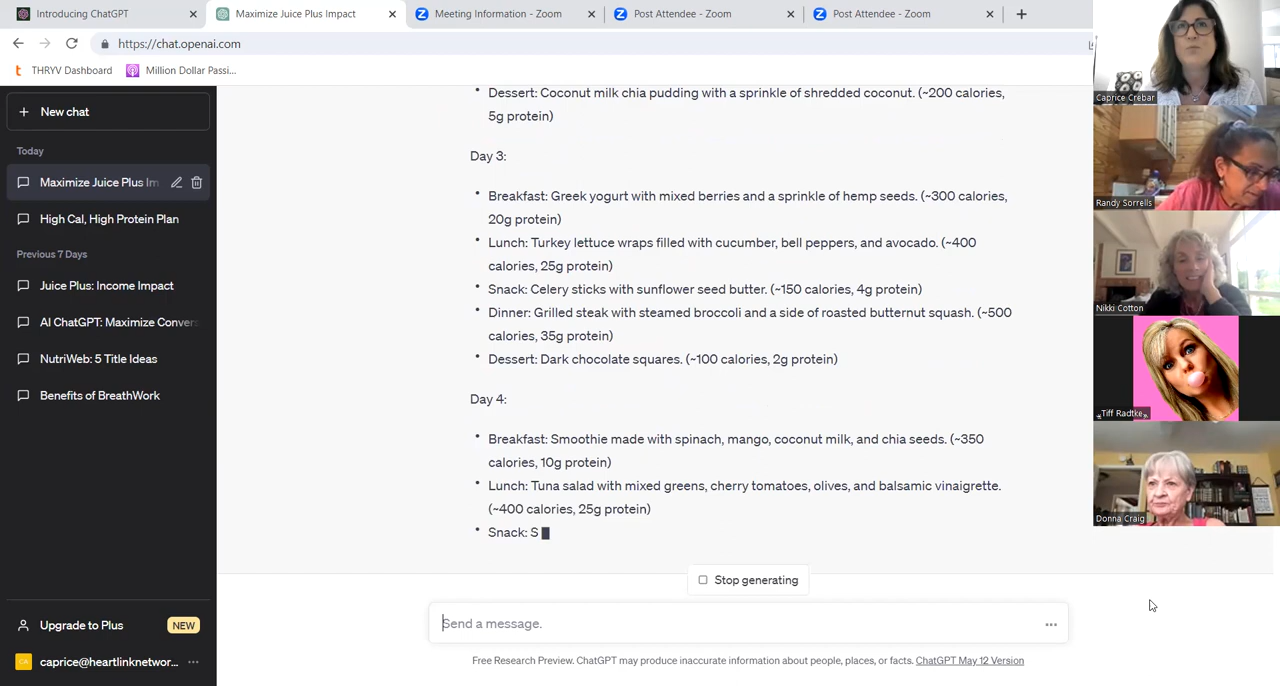 Introducing ChatGPT
Maximize Juice Plus Impact
Meeting Information - Zoom
Post Attendee - Zoom
Post Attendee - Zoom
https://chat.openai.com
THRYV Dashboard
Million Dollar Passi...
New chat
Today
Maximize Juice Plus Im
High Cal, High Protein Plan
Previous 7 Days
Juice Plus: Income Impact
AI ChatGPT: Maximize Conver
NutriWeb: 5 Title Ideas
Benefits of BreathWork
Upgrade to Plus
NEW
CA
caprice@heartlinknetwor...
Dessert: Coconut milk chia pudding with a sprinkle of shredded coconut. (~200 calories,
5g protein)
Day 3:
Breakfast: Greek yogurt with mixed berries and a sprinkle of hemp seeds. (~300 calories,
20g protein)
Lunch: Turkey lettuce wraps filled with cucumber, bell peppers, and avocado. (~400
calories, 25g protein)
Snack: Celery sticks with sunflower seed butter. (~150 calories, 4g protein)
Dinner: Grilled steak with steamed broccoli and a side of roasted butternut squash. (~500
calories, 35g protein)
Dessert: Dark chocolate squares. (~100 calories, 2g protein)
Day 4:
Breakfast: Smoothie made with spinach, mango, coconut milk, and chia seeds. (~350
calories, 10g protein)
Lunch: Tuna salad with mixed greens, cherry tomatoes, olives, and balsamic vinaigrette.
(~400 calories, 25g protein)
Snack: S
Stop generating
Send a message.
Free Research Preview. ChatGPT may produce inaccurate information about people, places, or facts. ChatGPT May 12 Version
Caprice Crebar
Randy Sorrells
Nikki Cotton
Tiff Radtke
Donna Craig